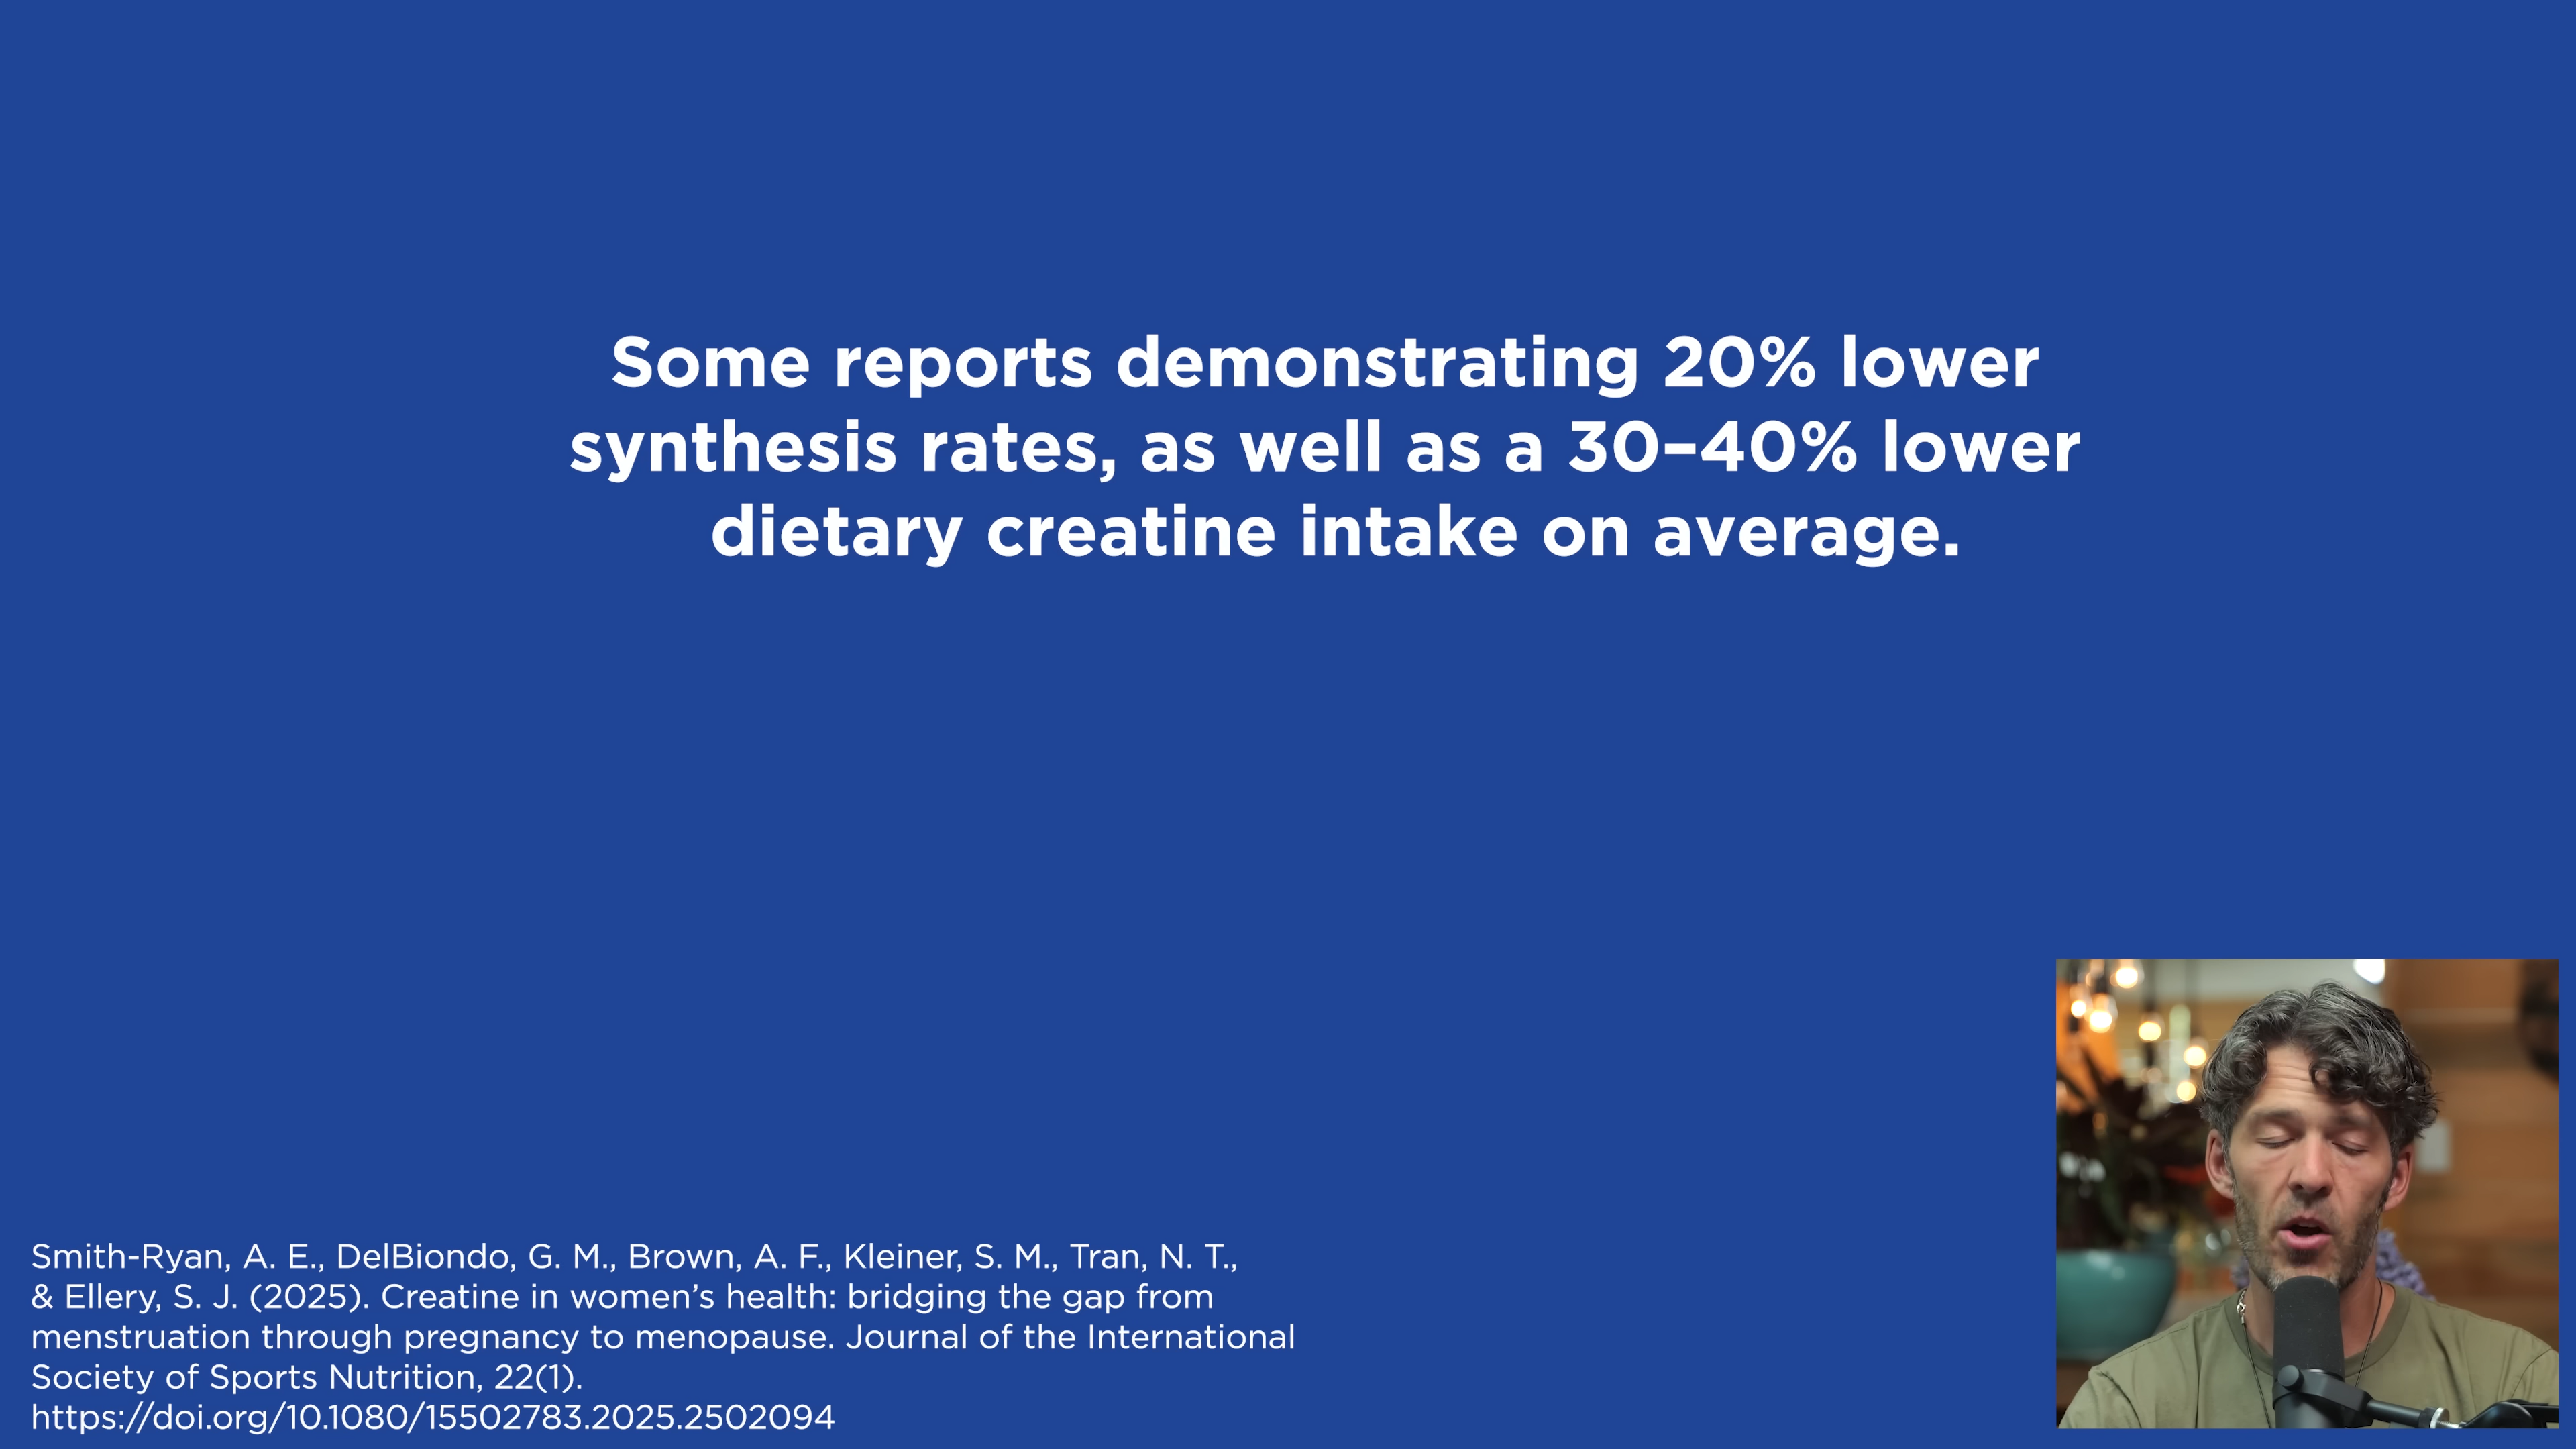 Some reports demonstrating 20% lower
synthesis rates, as well as a 30–40% lower
dietary creatine intake on average.
Smith-Ryan, A. E., DelBiondo, G. M., Brown, A. F., Kleiner, S. M., Tran, N. T.,
& Ellery, S. J. (2025). Creatine in women’s health: bridging the gap from
menstruation through pregnancy to menopause. Journal of the International
Society of Sports Nutrition, 22(1).
https://doi.org/10.1080/15502783.2025.2502094